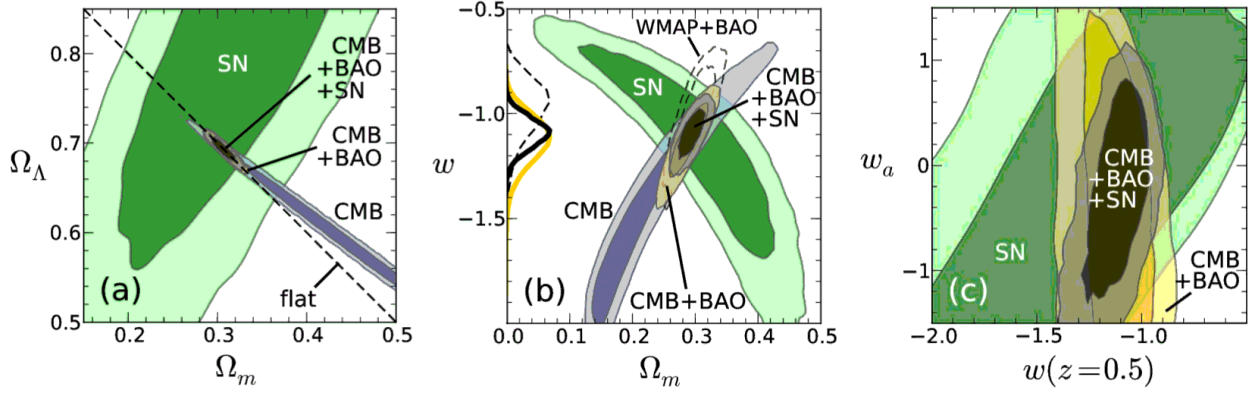 0.8
0.7
0.6
0.5
Ω_Λ
0.2
0.3
0.4
0.5
Ω_m
SN
CMB
+BAO
+SN
CMB
+BAO
CMB
flat
(a)
−0.5
−1.0
−1.5
w
0.0
0.1
0.2
0.3
0.4
0.5
Ω_m
WMAP+BAO
SN
CMB
+BAO
+SN
CMB
CMB+BAO
(b)
1
0
−1
w_a
−2.0
−1.5
−1.0
w(z=0.5)
CMB
+BAO
+SN
SN
CMB
+BAO
(c)